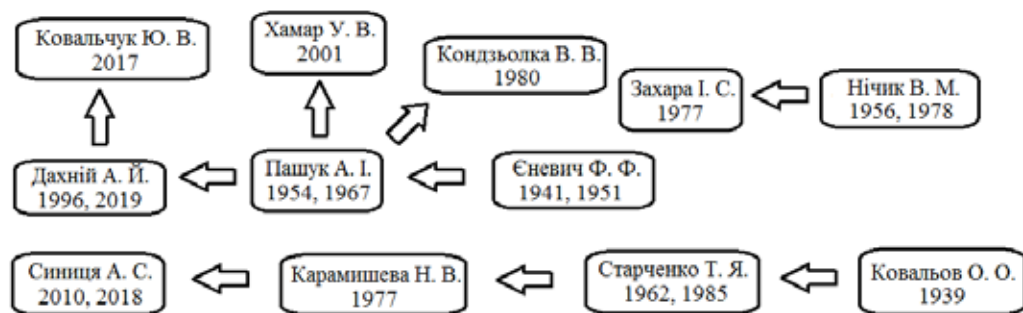 Ковальчук Ю. В.
2017
Хамар У. В.
2001
Кондзьолка В. В.
1980
Захара І. С.
1977
Нічик В. М.
1956, 1978
Дахній А. Й.
1996, 2019
Пашук А. І.
1954, 1967
Єневич Ф. Ф.
1941, 1951
Синиця А. С.
2010, 2018
Карамишева Н. В.
1977
Старченко Т. Я.
1962, 1985
Ковальов О. О.
1939